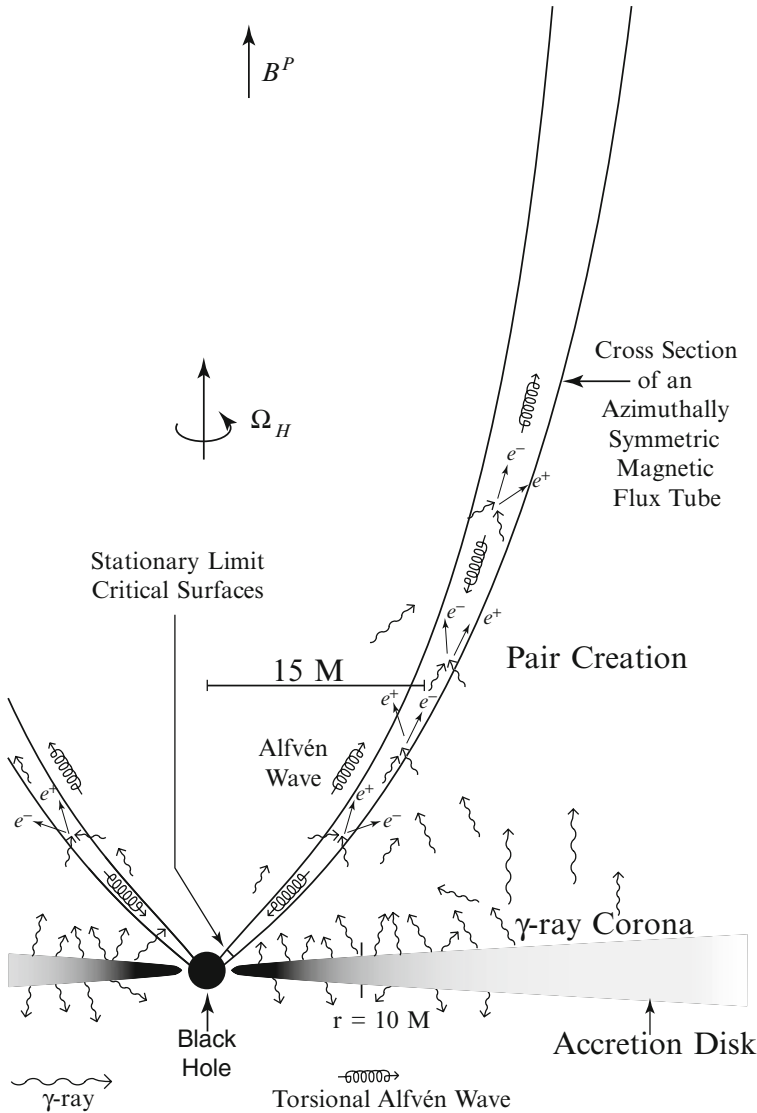 B^P
Cross Section
of an
Azimuthally
Symmetric
Magnetic
Flux Tube
Ω_H
e⁻
e⁺
Stationary Limit
Critical Surfaces
e⁻
e⁺
Pair Creation
15 M
e⁺
e⁻
Alfvén
Wave
e⁺
e⁻
e⁺
e⁻
γ-ray Corona
r = 10 M
Black
Hole
Accretion Disk
γ-ray
Torsional Alfvén Wave